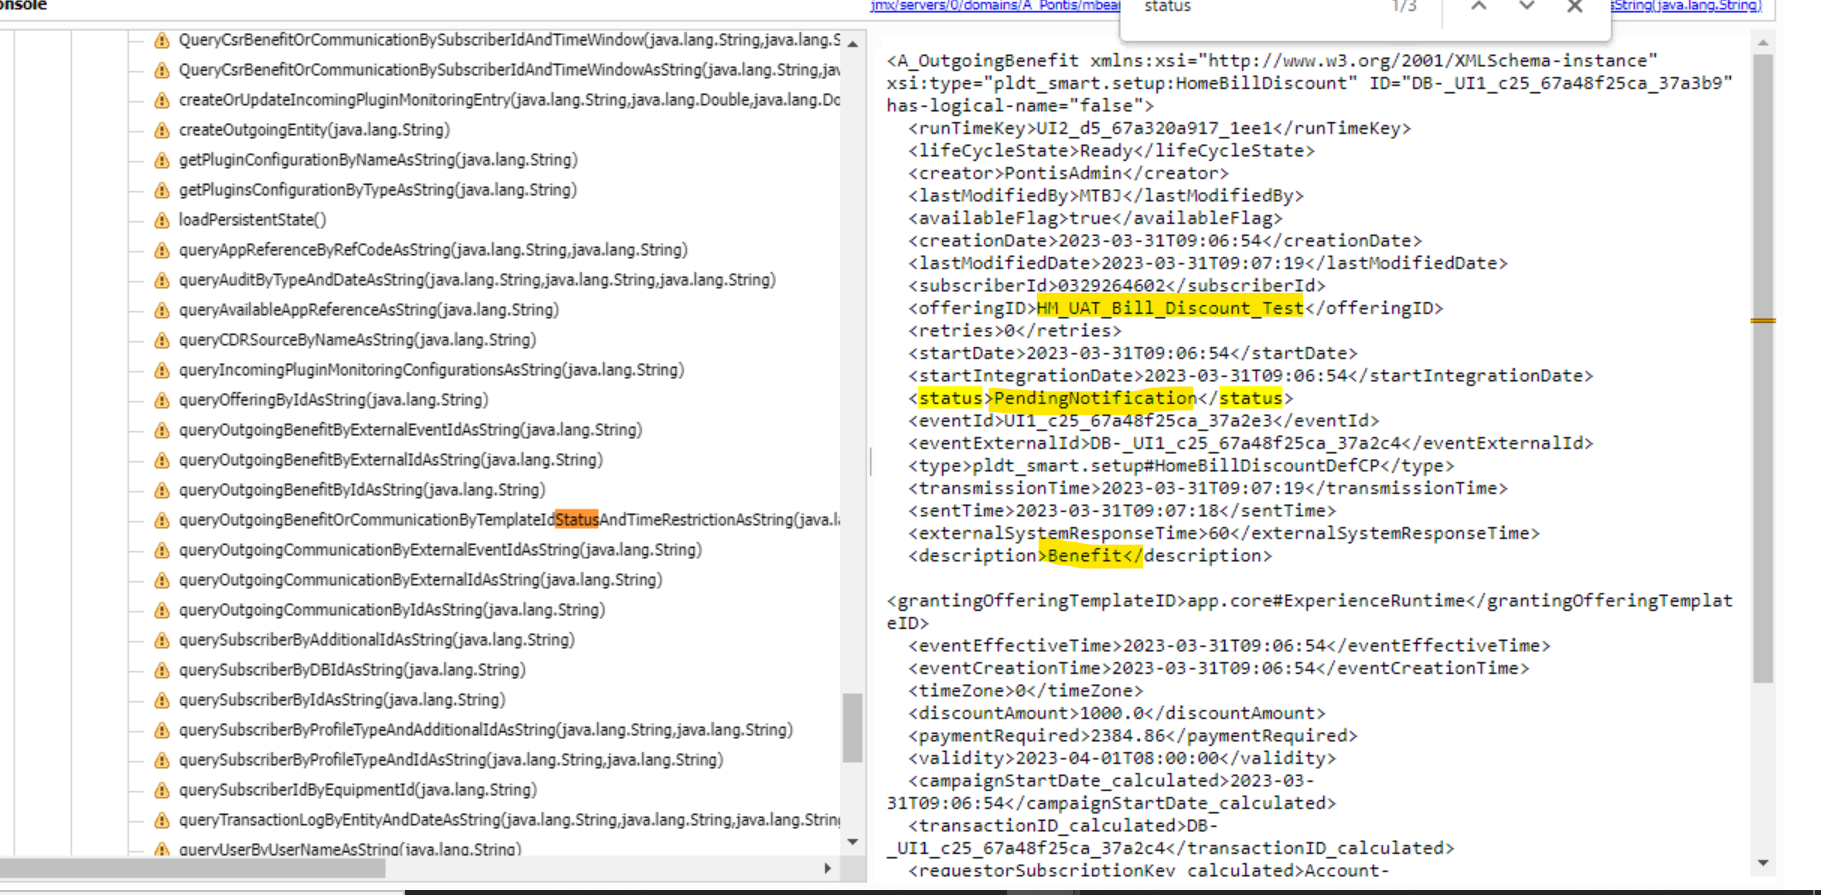 onsole
jmx/servers/0/domains/A_Pontis/mbea
status
1/3
sString(java.lang.String)
QueryCsrBenefitOrCommunicationBySubscriberIdAndTimeWindow(java.lang.String,java.lang.S
QueryCsrBenefitOrCommunicationBySubscriberIdAndTimeWindowAsString(java.lang.String,jav
createOrUpdateIncomingPluginMonitoringEntry(java.lang.String,java.lang.Double,java.lang.Do
createOutgoingEntity(java.lang.String)
getPluginConfigurationByNameAsString(java.lang.String)
getPluginsConfigurationByTypeAsString(java.lang.String)
loadPersistentState()
queryAppReferenceByRefCodeAsString(java.lang.String,java.lang.String)
queryAuditByTypeAndDateAsString(java.lang.String,java.lang.String,java.lang.String)
queryAvailableAppReferenceAsString(java.lang.String)
queryCDRSourceByNameAsString(java.lang.String)
queryIncomingPluginMonitoringConfigurationsAsString(java.lang.String)
queryOfferingByIdAsString(java.lang.String)
queryOutgoingBenefitByExternalEventIdAsString(java.lang.String)
queryOutgoingBenefitByExternalIdAsString(java.lang.String)
queryOutgoingBenefitByIdAsString(java.lang.String)
queryOutgoingBenefitOrCommunicationByTemplateIdStatusAndTimeRestrictionAsString(java.la
queryOutgoingCommunicationByExternalEventIdAsString(java.lang.String)
queryOutgoingCommunicationByExternalIdAsString(java.lang.String)
queryOutgoingCommunicationByIdAsString(java.lang.String)
querySubscriberByAdditionalIdAsString(java.lang.String)
querySubscriberByDBIdAsString(java.lang.String)
querySubscriberByIdAsString(java.lang.String)
querySubscriberByProfileTypeAndAdditionalIdAsString(java.lang.String,java.lang.String)
querySubscriberByProfileTypeAndIdAsString(java.lang.String,java.lang.String)
querySubscriberIdByEquipmentId(java.lang.String)
queryTransactionLogByEntityAndDateAsString(java.lang.String,java.lang.String,java.lang.String
queryUserByUserNameAsString(java.lang.String)
<A_OutgoingBenefit xmlns:xsi="http://www.w3.org/2001/XMLSchema-instance"
xsi:type="pldt_smart.setup:HomeBillDiscount" ID="DB-_UI1_c25_67a48f25ca_37a3b9"
has-logical-name="false">
<runTimeKey>UI2_d5_67a320a917_1ee1</runTimeKey>
<lifeCycleState>Ready</lifeCycleState>
<creator>PontisAdmin</creator>
<lastModifiedBy>MTBJ</lastModifiedBy>
<availableFlag>true</availableFlag>
<creationDate>2023-03-31T09:06:54</creationDate>
<lastModifiedDate>2023-03-31T09:07:19</lastModifiedDate>
<subscriberId>0329264602</subscriberId>
<offeringID>HM_UAT_Bill_Discount_Test</offeringID>
<retries>0</retries>
<startDate>2023-03-31T09:06:54</startDate>
<startIntegrationDate>2023-03-31T09:06:54</startIntegrationDate>
<status>PendingNotification</status>
<eventId>UI1_c25_67a48f25ca_37a2e3</eventId>
<eventExternalId>DB-_UI1_c25_67a48f25ca_37a2c4</eventExternalId>
<type>pldt_smart.setup#HomeBillDiscountDefCP</type>
<transmissionTime>2023-03-31T09:07:19</transmissionTime>
<sentTime>2023-03-31T09:07:18</sentTime>
<externalSystemResponseTime>60</externalSystemResponseTime>
<description>Benefit</description>
<grantingOfferingTemplateID>app.core#ExperienceRuntime</grantingOfferingTemplat
eID>
<eventEffectiveTime>2023-03-31T09:06:54</eventEffectiveTime>
<eventCreationTime>2023-03-31T09:06:54</eventCreationTime>
<timeZone>0</timeZone>
<discountAmount>1000.0</discountAmount>
<paymentRequired>2384.86</paymentRequired>
<validity>2023-04-01T08:00:00</validity>
<campaignStartDate_calculated>2023-03-
31T09:06:54</campaignStartDate_calculated>
<transactionID_calculated>DB-
_UI1_c25_67a48f25ca_37a2c4</transactionID_calculated>
<requestorSubscriptionKey_calculated>Account-